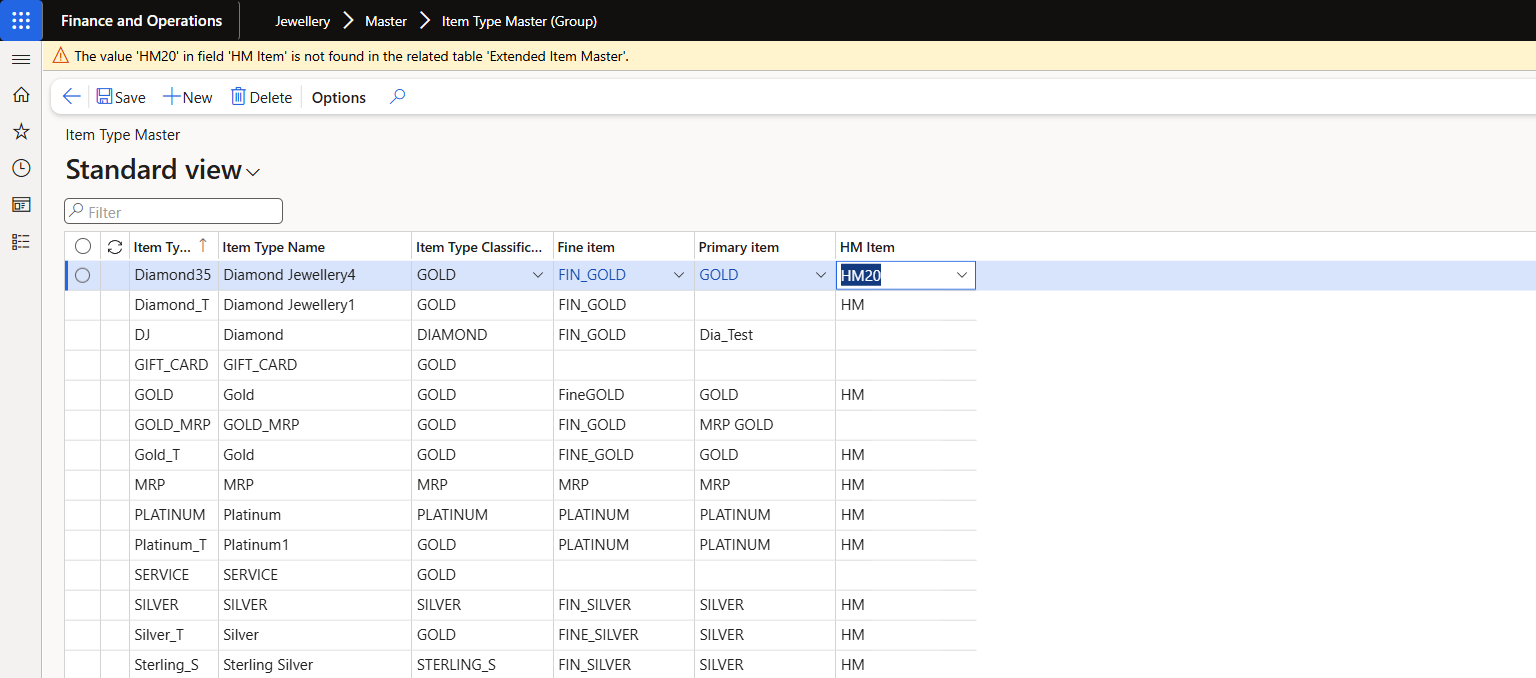 Finance and Operations Jewellery Master Item Type Master (Group)
The value 'HM20' in field 'HM Item' is not found in the related table 'Extended Item Master'.
Save New Delete Options
Item Type Master
Standard view
Filter
Item Ty... Item Type Name Item Type Classific... Fine item Primary item HM Item
Diamond35 Diamond Jewellery4 GOLD FIN_GOLD GOLD HM20
Diamond_T Diamond Jewellery1 GOLD FIN_GOLD HM
DJ Diamond DIAMOND FIN_GOLD Dia_Test
GIFT_CARD GIFT_CARD GOLD
GOLD Gold GOLD FineGOLD GOLD HM
GOLD_MRP GOLD_MRP GOLD FIN_GOLD MRP GOLD
Gold_T Gold GOLD FINE_GOLD GOLD HM
MRP MRP MRP MRP MRP HM
PLATINUM Platinum PLATINUM PLATINUM PLATINUM HM
Platinum_T Platinum1 GOLD PLATINUM PLATINUM HM
SERVICE SERVICE GOLD
SILVER SILVER SILVER FIN_SILVER SILVER HM
Silver_T Silver GOLD FINE_SILVER SILVER HM
Sterling_S Sterling Silver STERLING_S FIN_SILVER SILVER HM